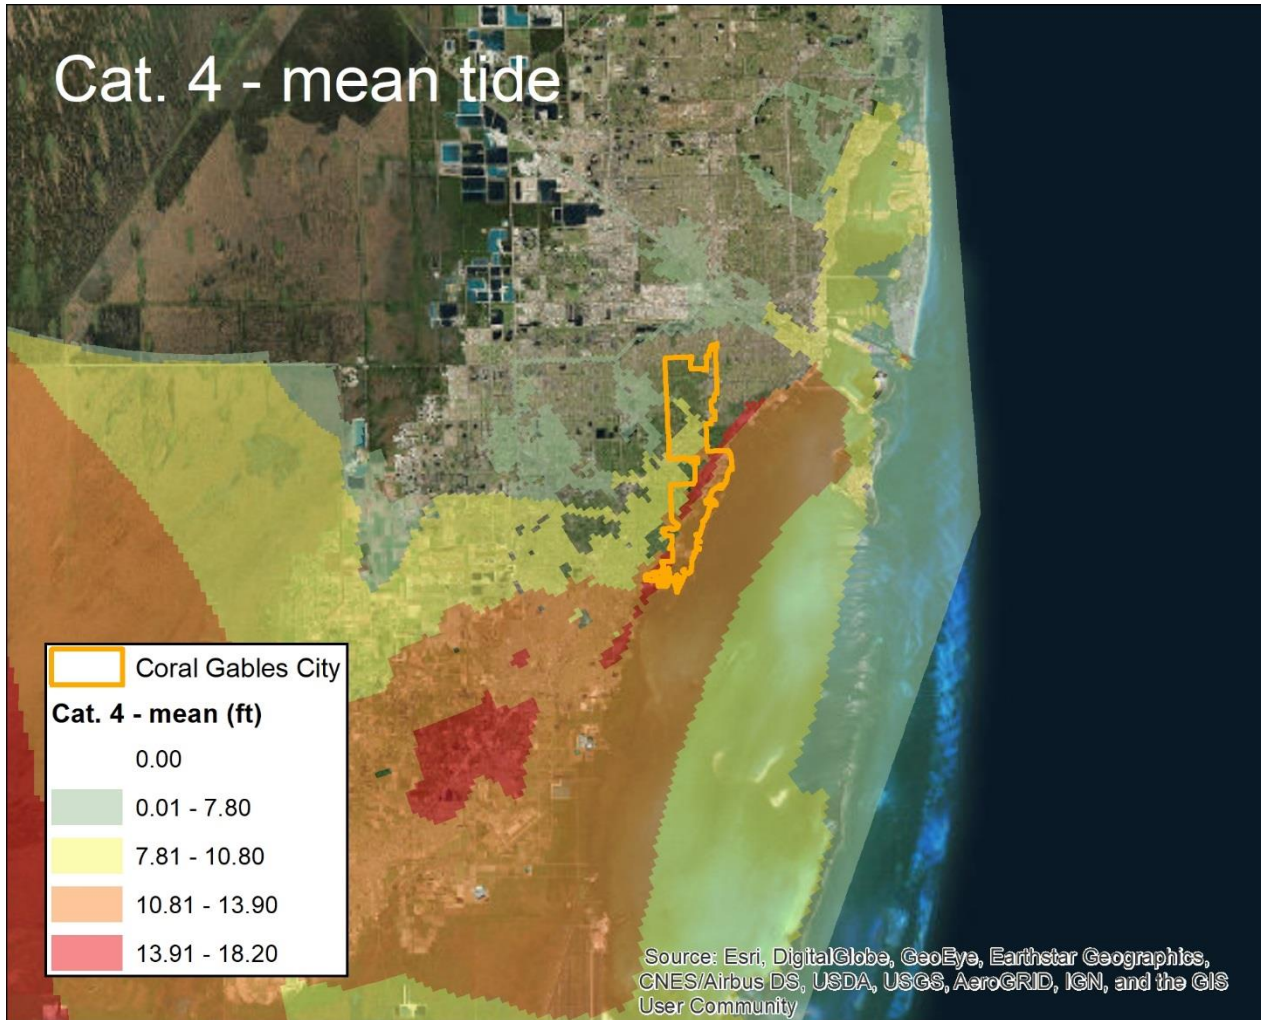 Cat. 4 - mean tide
Coral Gables City
Cat. 4 - mean (ft)
0.00
0.01 - 7.80
7.81 - 10.80
10.81 - 13.90
13.91 - 18.20
Source: Esri, DigitalGlobe, GeoEye, Earthstar Geographics,
CNES/Airbus DS, USDA, USGS, AeroGRID, IGN, and the GIS
User Community